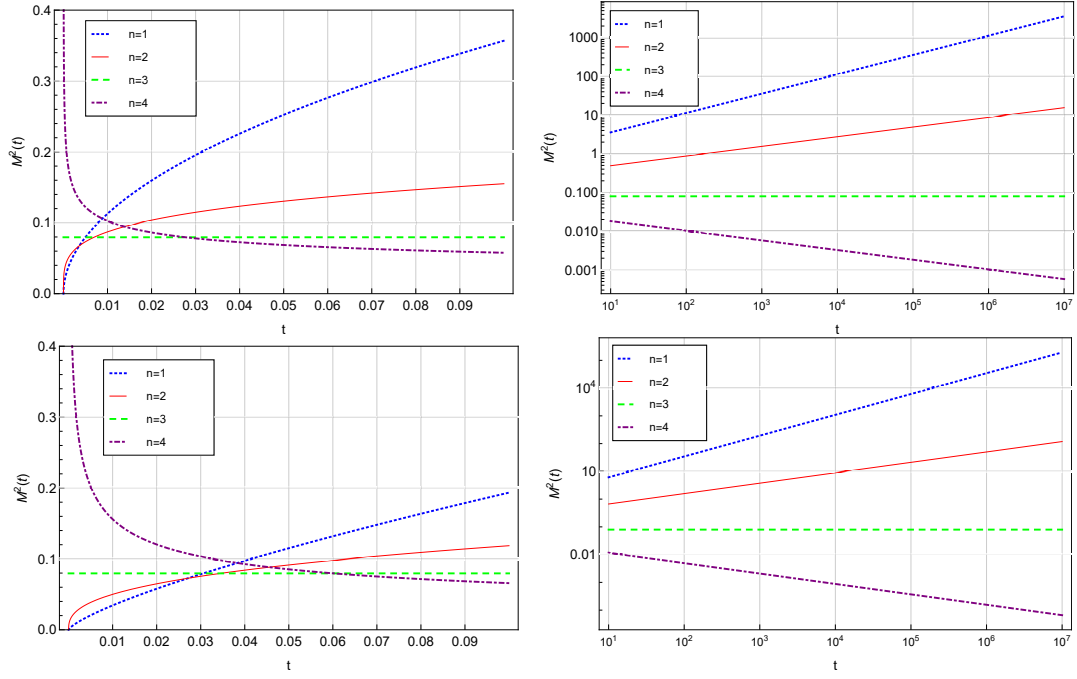 0.4
0.3
0.2
0.1
0.0
M²(t)
n=1
n=2
n=3
n=4
0.01 0.02 0.03 0.04 0.05 0.06 0.07 0.08 0.09
t
1000
100
10
1
0.100
0.010
0.001
M²(t)
n=1
n=2
n=3
n=4
10¹ 10² 10³ 10⁴ 10⁵ 10⁶ 10⁷
t
0.4
0.3
0.2
0.1
0.0
M²(t)
n=1
n=2
n=3
n=4
0.01 0.02 0.03 0.04 0.05 0.06 0.07 0.08 0.09
t
10⁴
10
0.01
M²(t)
n=1
n=2
n=3
n=4
10¹ 10² 10³ 10⁴ 10⁵ 10⁶ 10⁷
t